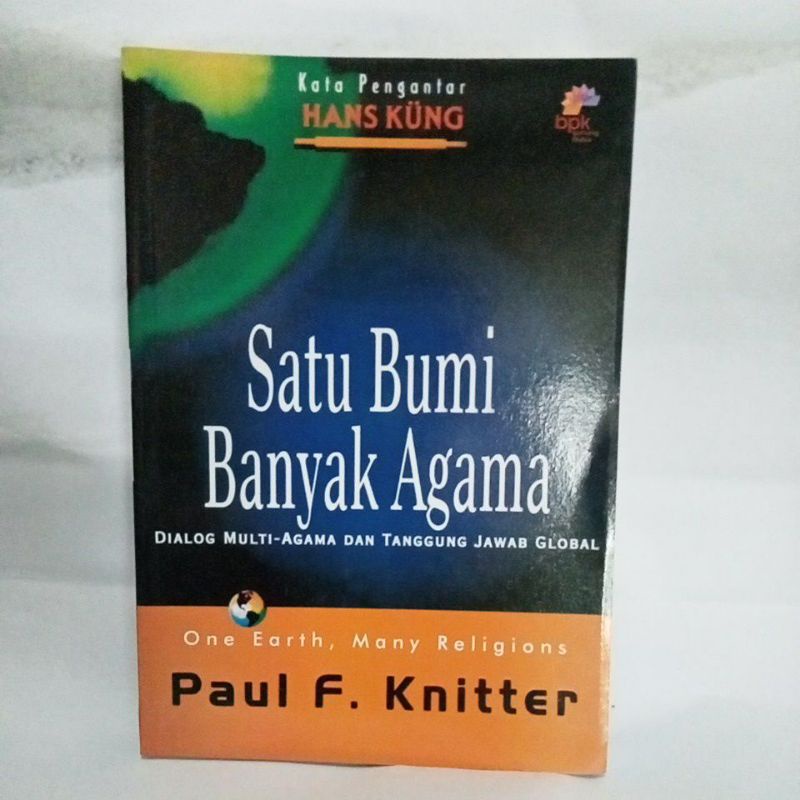 Kata Pengantar
HANS KÜNG
bpk
Satu Bumi
Banyak Agama
DIALOG MULTI-AGAMA DAN TANGGUNG JAWAB GLOBAL
One Earth, Many Religions
Paul F. Knitter